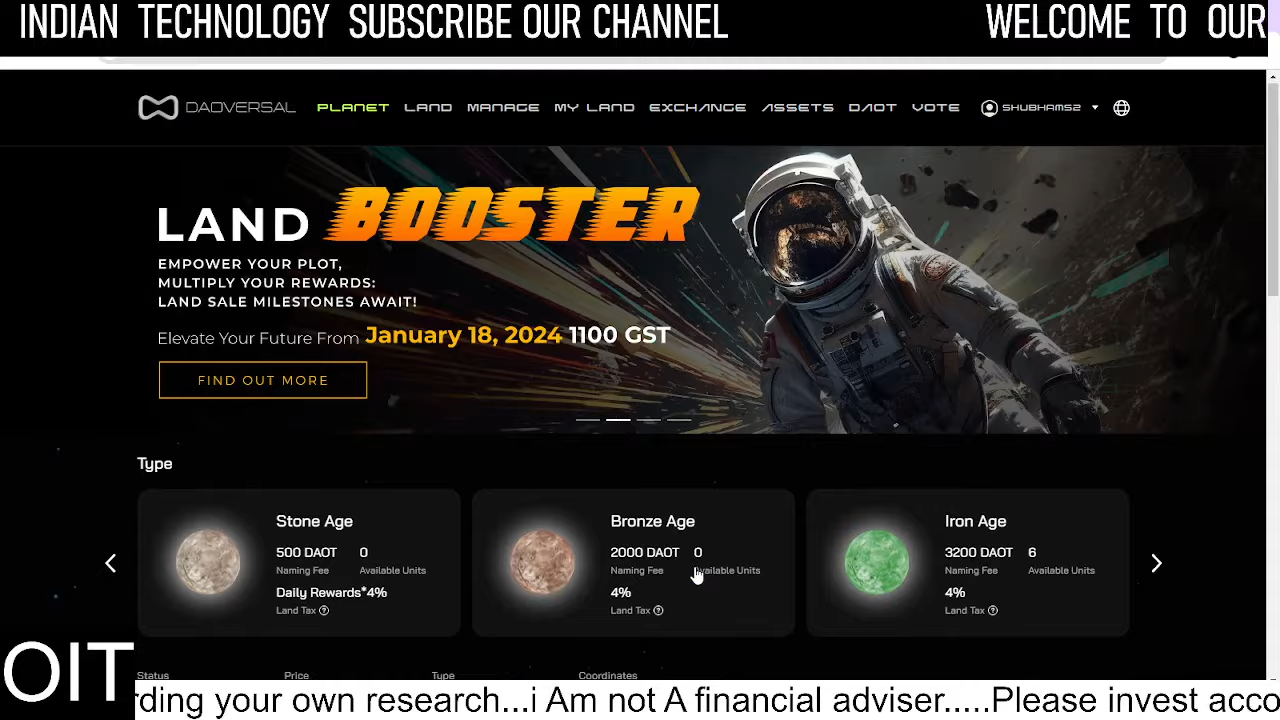 INDIAN TECHNOLOGY SUBSCRIBE OUR CHANNEL WELCOME TO OUR
DAOVERSAL PLANET LAND MANAGE MY LAND EXCHANGE ASSETS DAOT VOTE SHUBHAMS2
LAND BOOSTER
EMPOWER YOUR PLOT,
MULTIPLY YOUR REWARDS:
LAND SALE MILESTONES AWAIT!
Elevate Your Future From January 18, 2024 1100 GST
FIND OUT MORE
Type
Stone Age
500 DAOT 0
Naming Fee Available Units
Daily Rewards*4%
Land Tax ?
Bronze Age
2000 DAOT 0
Naming Fee Available Units
4%
Land Tax ?
Iron Age
3200 DAOT 6
Naming Fee Available Units
4%
Land Tax ?
Status Price Type Coordinates
OIT
rding your own research...i Am not A financial adviser.....Please invest acco